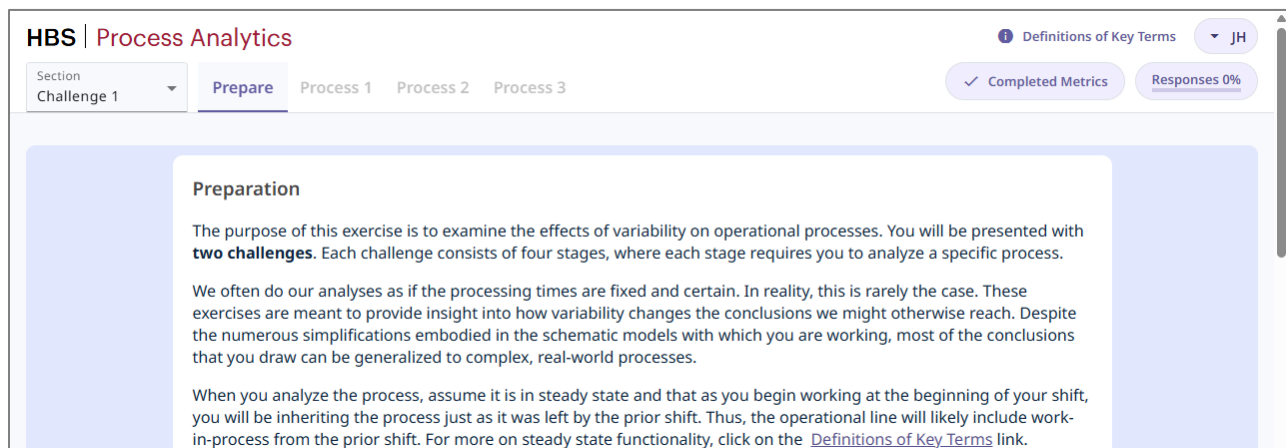 HBS | Process Analytics
Definitions of Key Terms
JH
Section
Challenge 1
Prepare
Process 1
Process 2
Process 3
Completed Metrics
Responses 0%
Preparation
The purpose of this exercise is to examine the effects of variability on operational processes. You will be presented with
two challenges. Each challenge consists of four stages, where each stage requires you to analyze a specific process.
We often do our analyses as if the processing times are fixed and certain. In reality, this is rarely the case. These
exercises are meant to provide insight into how variability changes the conclusions we might otherwise reach. Despite
the numerous simplifications embodied in the schematic models with which you are working, most of the conclusions
that you draw can be generalized to complex, real-world processes.
When you analyze the process, assume it is in steady state and that as you begin working at the beginning of your shift,
you will be inheriting the process just as it was left by the prior shift. Thus, the operational line will likely include work-
in-process from the prior shift. For more on steady state functionality, click on the Definitions of Key Terms link.